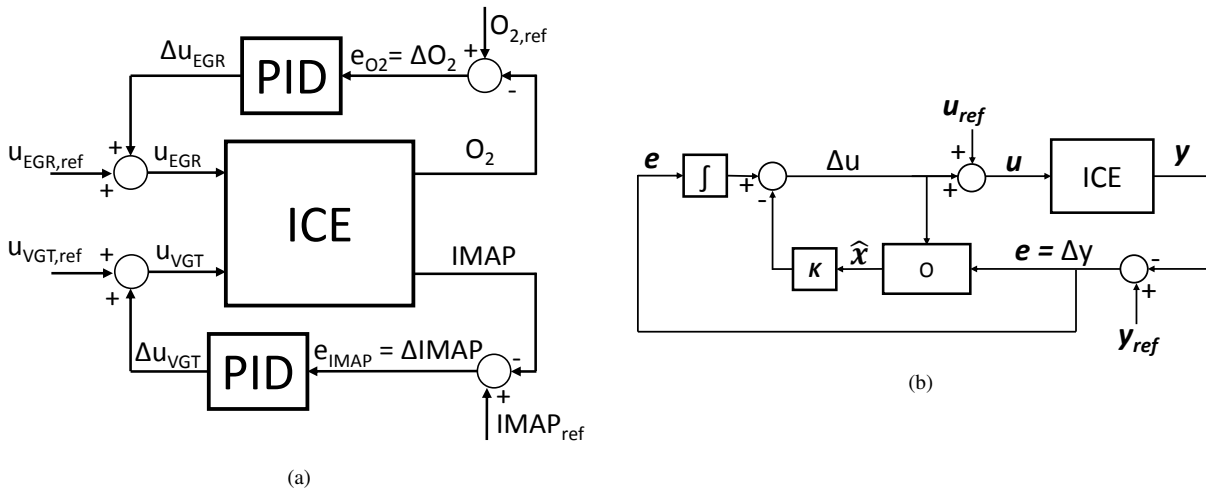 O2,ref
ΔuEGR
PID
eO2= ΔO2
+
-
+
uEGR,ref
+
uEGR
O2
ICE
uVGT,ref
+
uVGT
IMAP
+
ΔuVGT
PID
eIMAP = ΔIMAP
-
+
IMAPref
(a)
uref
e
∫
+
-
Δu
+
+
u
ICE
y
K
x̂
O
e = Δy
-
+
yref
(b)